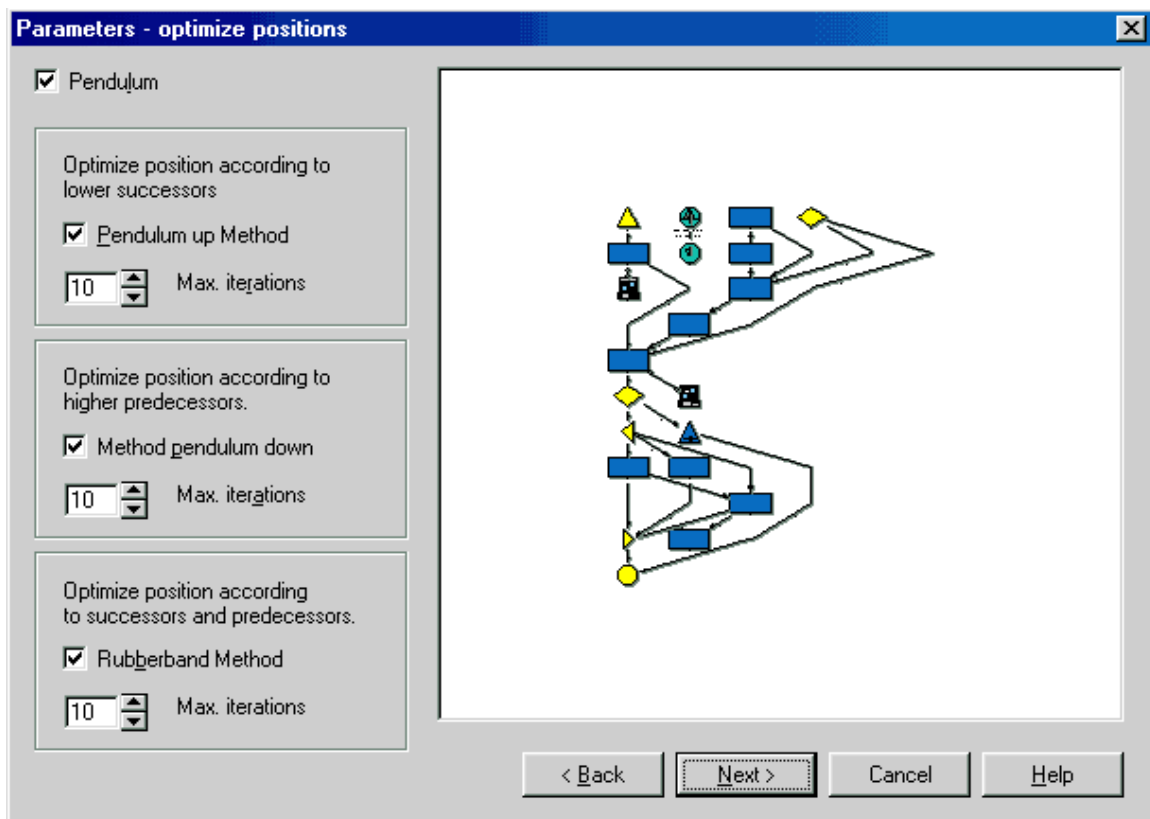 Parameters - optimize positions
Pendulum
Optimize position according to
lower successors
Pendulum up Method
10 Max. iterations
Optimize position according to
higher predecessors.
Method pendulum down
10 Max. iterations
Optimize position according
to successors and predecessors.
Rubberband Method
10 Max. iterations
< Back Next > Cancel Help